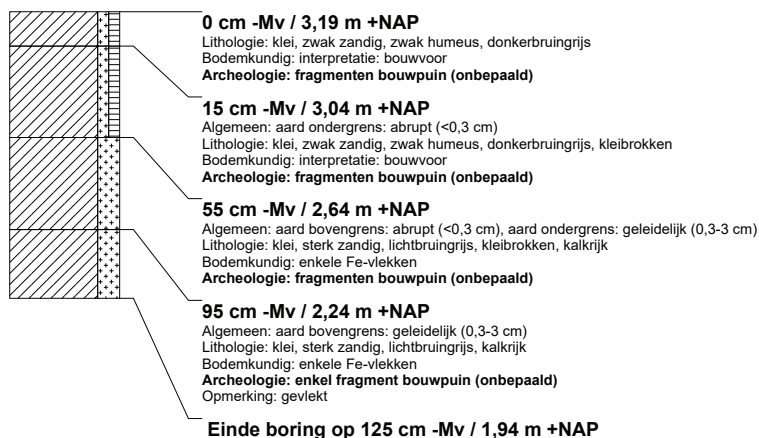 0 cm -Mv / 3,19 m +NAP
Lithologie: klei, zwak zandig, zwak humeus, donkerbruingrijs
Bodemkundig: interpretatie: bouwvoor
Archeologie: fragmenten bouwpuin (onbepaald)
15 cm -Mv / 3,04 m +NAP
Algemeen: aard ondergrens: abrupt (<0,3 cm)
Lithologie: klei, zwak zandig, zwak humeus, donkerbruingrijs, kleibrokken
Bodemkundig: interpretatie: bouwvoor
Archeologie: fragmenten bouwpuin (onbepaald)
55 cm -Mv / 2,64 m +NAP
Algemeen: aard bovengrens: abrupt (<0,3 cm), aard ondergrens: geleidelijk (0,3-3 cm)
Lithologie: klei, sterk zandig, lichtbruingrijs, kleibrokken, kalkrijk
Bodemkundig: enkele Fe-vlekken
Archeologie: fragmenten bouwpuin (onbepaald)
95 cm -Mv / 2,24 m +NAP
Algemeen: aard bovengrens: geleidelijk (0,3-3 cm)
Lithologie: klei, sterk zandig, lichtbruingrijs, kalkrijk
Bodemkundig: enkele Fe-vlekken
Archeologie: enkel fragment bouwpuin (onbepaald)
Opmerking: gevlekt
Einde boring op 125 cm -Mv / 1,94 m +NAP